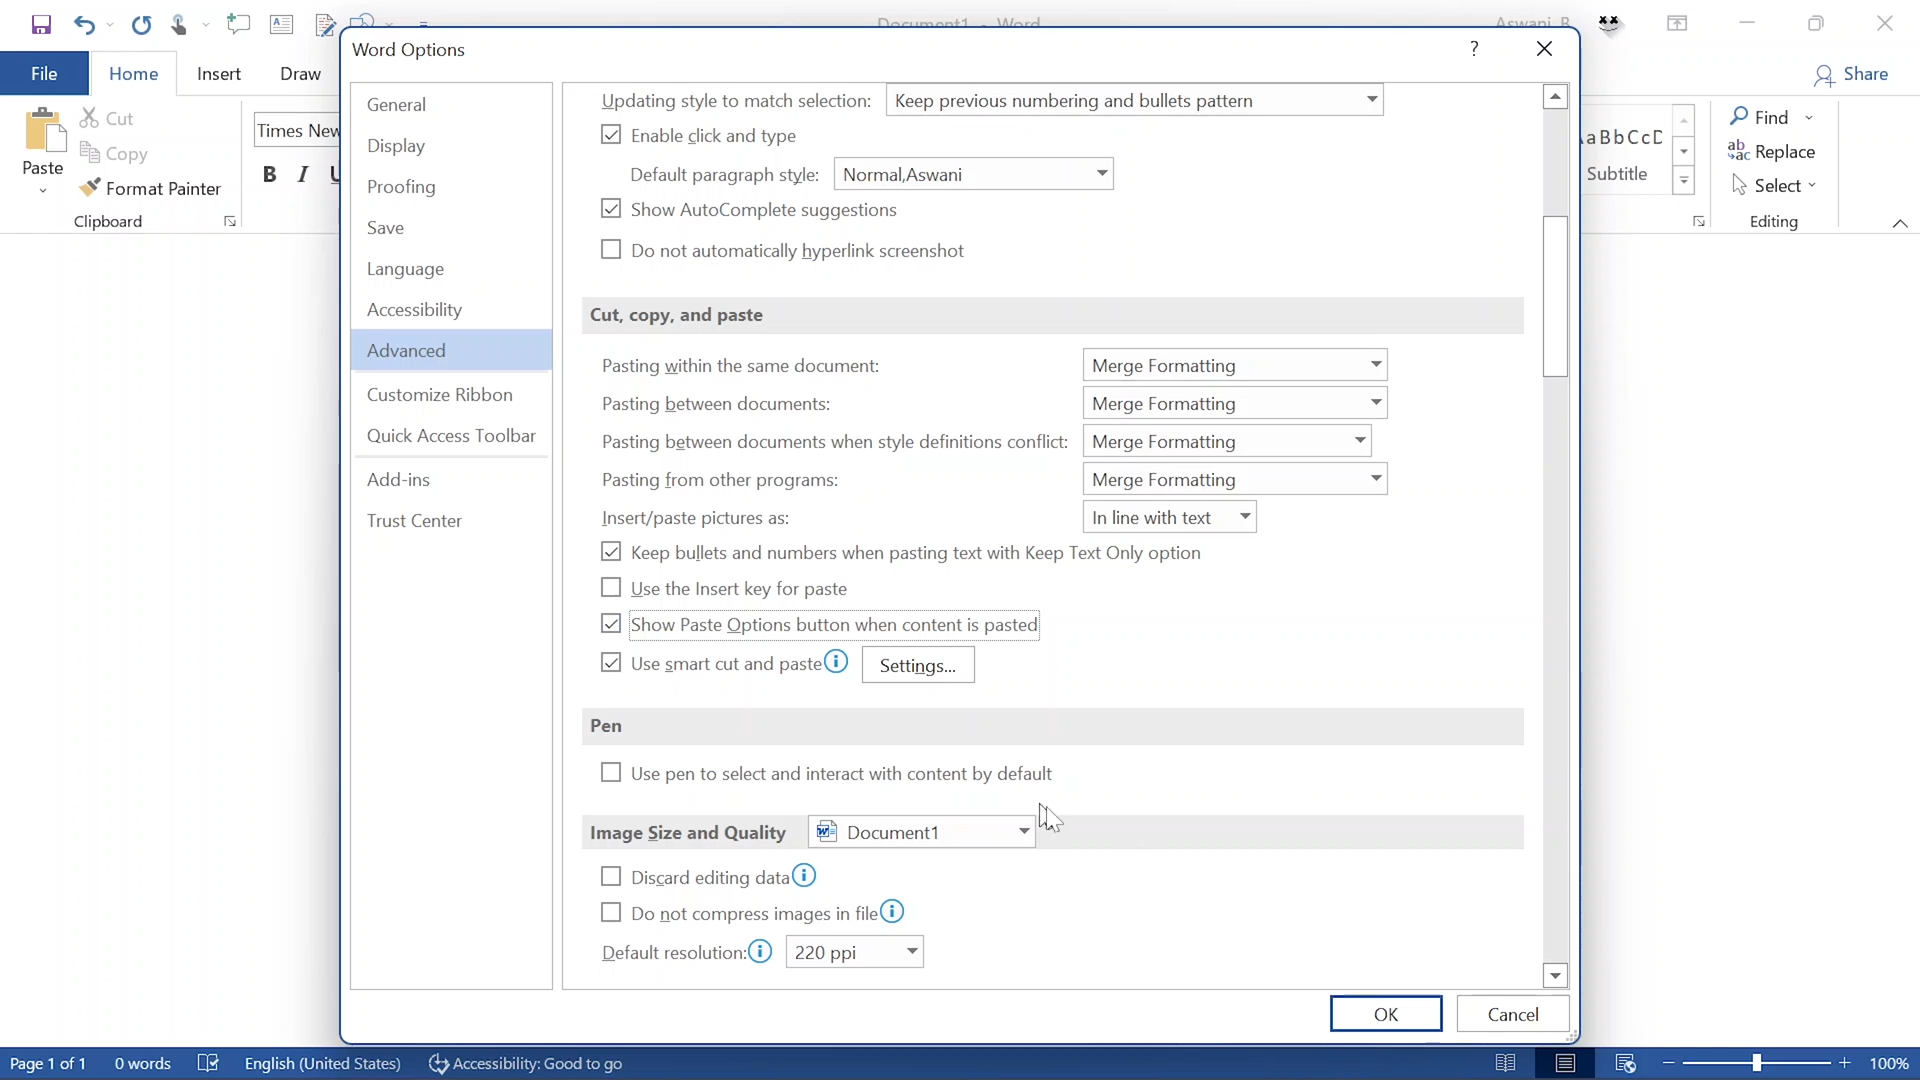 Document1 - Word
Aswani B
Word Options
File
Home
Insert
Draw
Share
Paste
Cut
Copy
Format Painter
Clipboard
Times New
B I U
General
Display
Proofing
Save
Language
Accessibility
Advanced
Customize Ribbon
Quick Access Toolbar
Add-ins
Trust Center
Updating style to match selection: Keep previous numbering and bullets pattern
Enable click and type
Default paragraph style: Normal,Aswani
Show AutoComplete suggestions
Do not automatically hyperlink screenshot
Cut, copy, and paste
Pasting within the same document: Merge Formatting
Pasting between documents: Merge Formatting
Pasting between documents when style definitions conflict: Merge Formatting
Pasting from other programs: Merge Formatting
Insert/paste pictures as: In line with text
Keep bullets and numbers when pasting text with Keep Text Only option
Use the Insert key for paste
Show Paste Options button when content is pasted
Use smart cut and paste Settings...
Pen
Use pen to select and interact with content by default
Image Size and Quality Document1
Discard editing data
Do not compress images in file
Default resolution: 220 ppi
OK Cancel
aBbCcD
Subtitle
Find
Replace
Select
Editing
Page 1 of 1 0 words English (United States) Accessibility: Good to go 100%